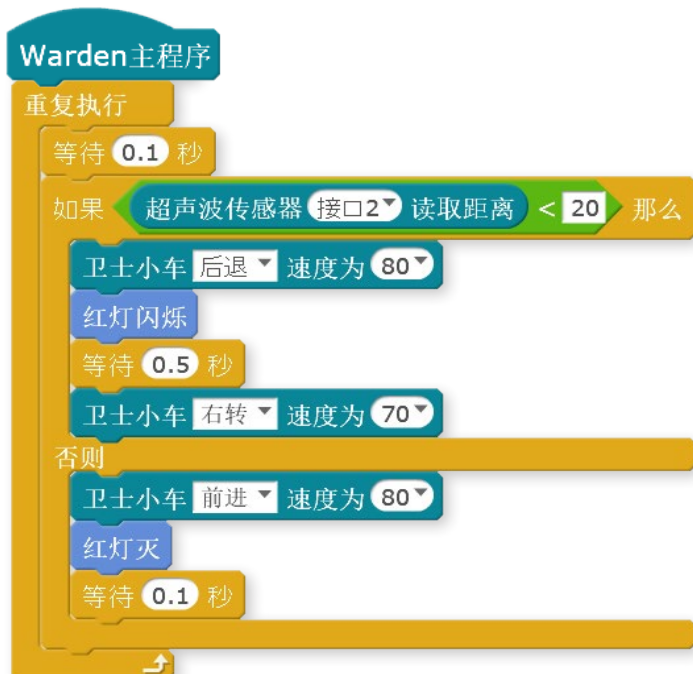 Warden主程序
重复执行
等待 0.1 秒
如果 超声波传感器 接口2 读取距离 < 20 那么
卫士小车 后退 速度为 80
红灯闪烁
等待 0.5 秒
卫士小车 右转 速度为 70
否则
卫士小车 前进 速度为 80
红灯灭
等待 0.1 秒